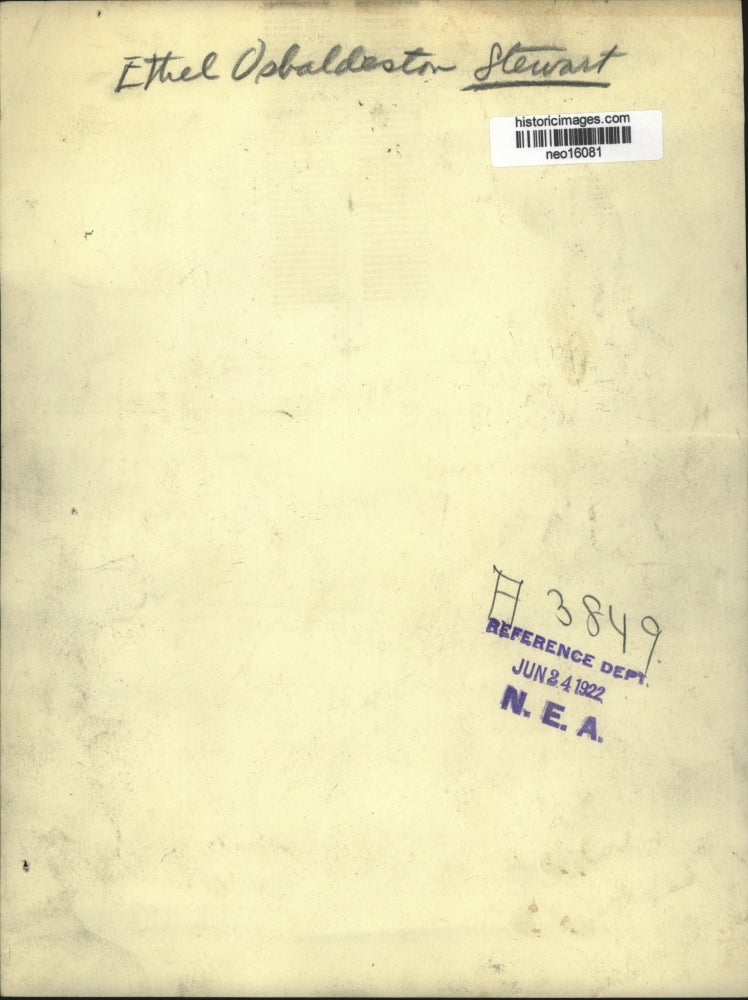 Ethel Osbaldeston Stewart
historicimages.com
neo16081
A 3849
REFERENCE DEPT.
JUN 24 1922
N. E. A.